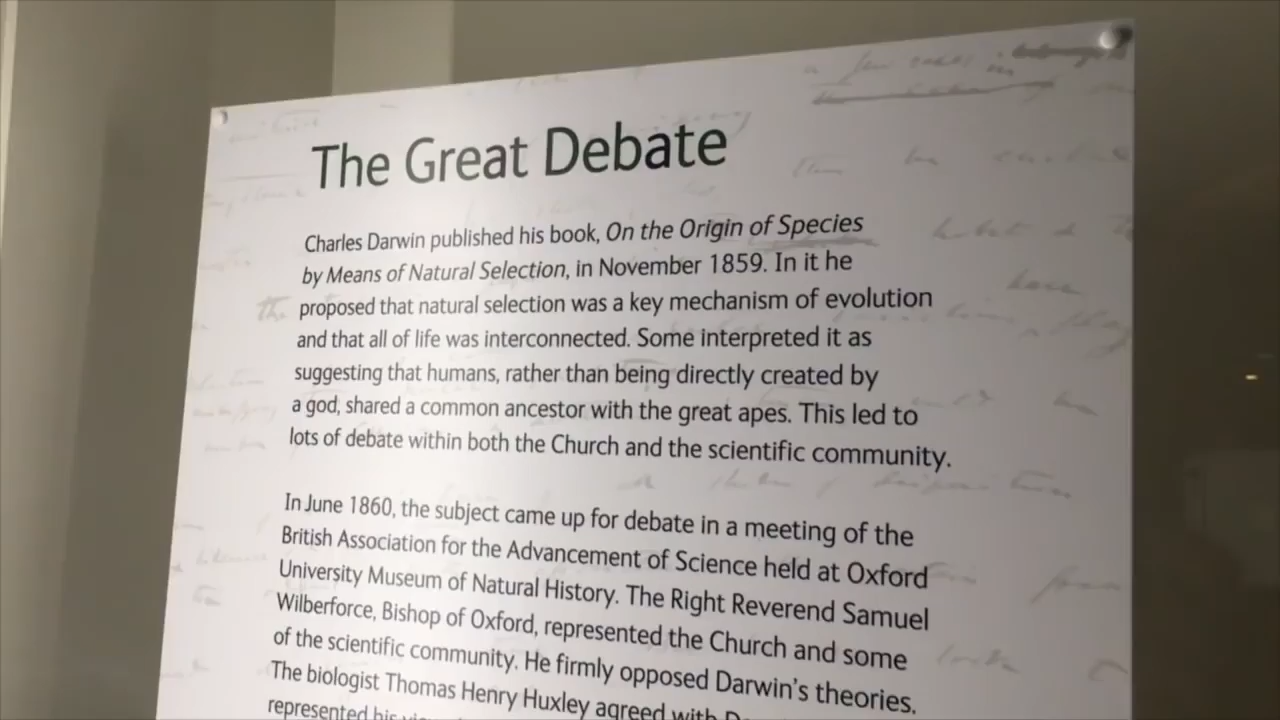 The Great Debate
Charles Darwin published his book, On the Origin of Species
by Means of Natural Selection, in November 1859. In it he
proposed that natural selection was a key mechanism of evolution
and that all of life was interconnected. Some interpreted it as
suggesting that humans, rather than being directly created by
a god, shared a common ancestor with the great apes. This led to
lots of debate within both the Church and the scientific community.
In June 1860, the subject came up for debate in a meeting of the
British Association for the Advancement of Science held at Oxford
University Museum of Natural History. The Right Reverend Samuel
Wilberforce, Bishop of Oxford, represented the Church and some
of the scientific community. He firmly opposed Darwin's theories.
The biologist Thomas Henry Huxley agreed with
represented his